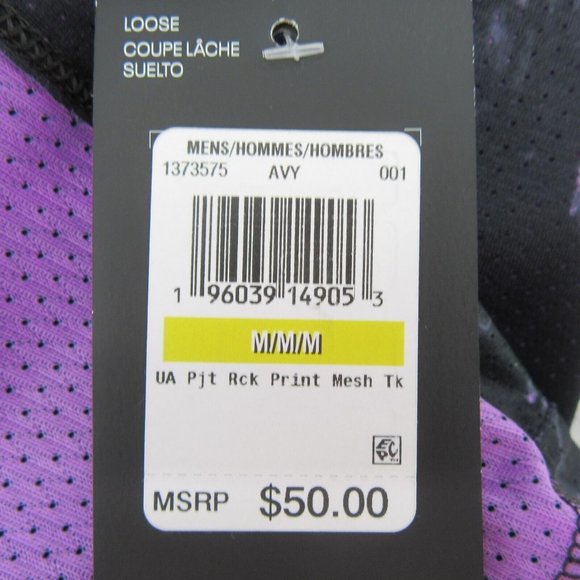 LOOSE
COUPE LÂCHE
SUELTO
MENS/HOMMES/HOMBRES
1373575 AVY 001
1 96039 14905 3
M/M/M
UA Pjt Rck Print Mesh Tk
MSRP $50.00